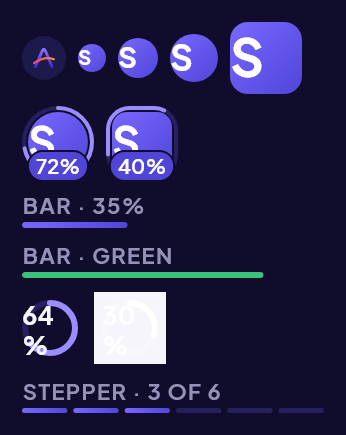 S S S S
S S
72% 40%
BAR · 35%
BAR · GREEN
64 30
% %
STEPPER · 3 OF 6